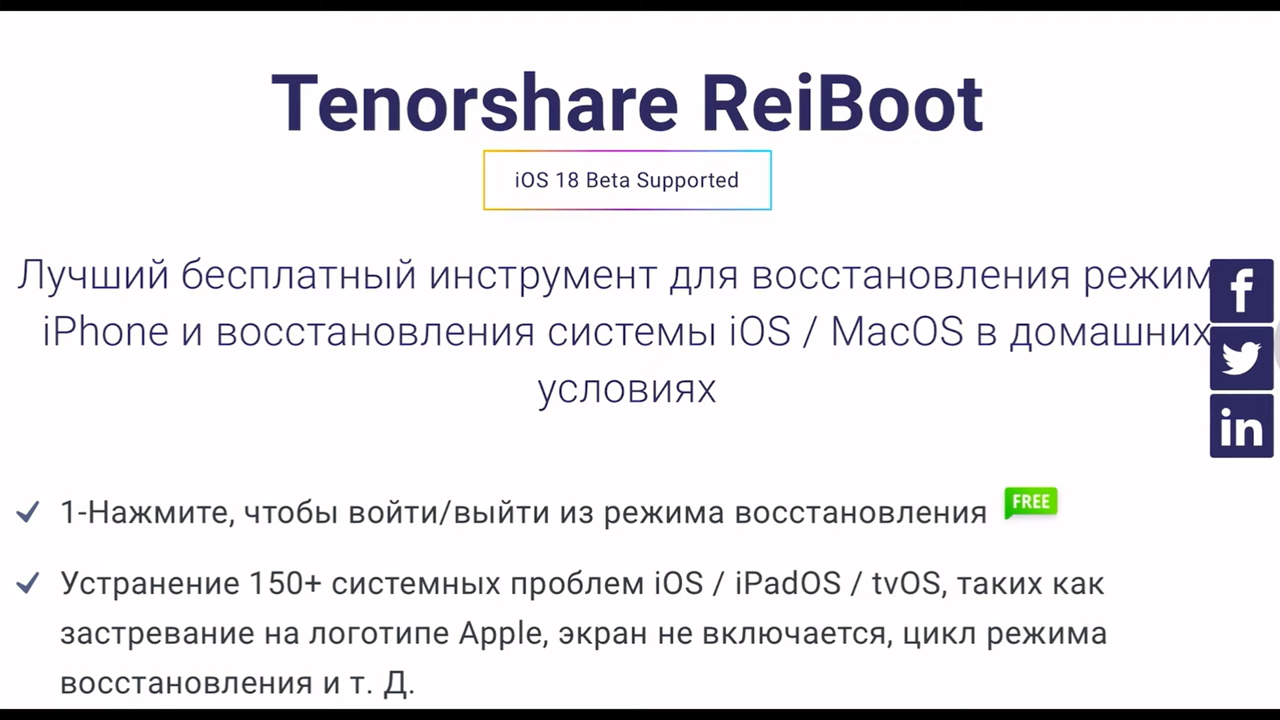 Tenorshare ReiBoot
iOS 18 Beta Supported
Лучший бесплатный инструмент для восстановления режим
iPhone и восстановления системы iOS / MacOS в домашних
условиях
1-Нажмите, чтобы войти/выйти из режима восстановления FREE
Устранение 150+ системных проблем iOS / iPadOS / tvOS, таких как
застревание на логотипе Apple, экран не включается, цикл режима
восстановления и т. Д.
f
in